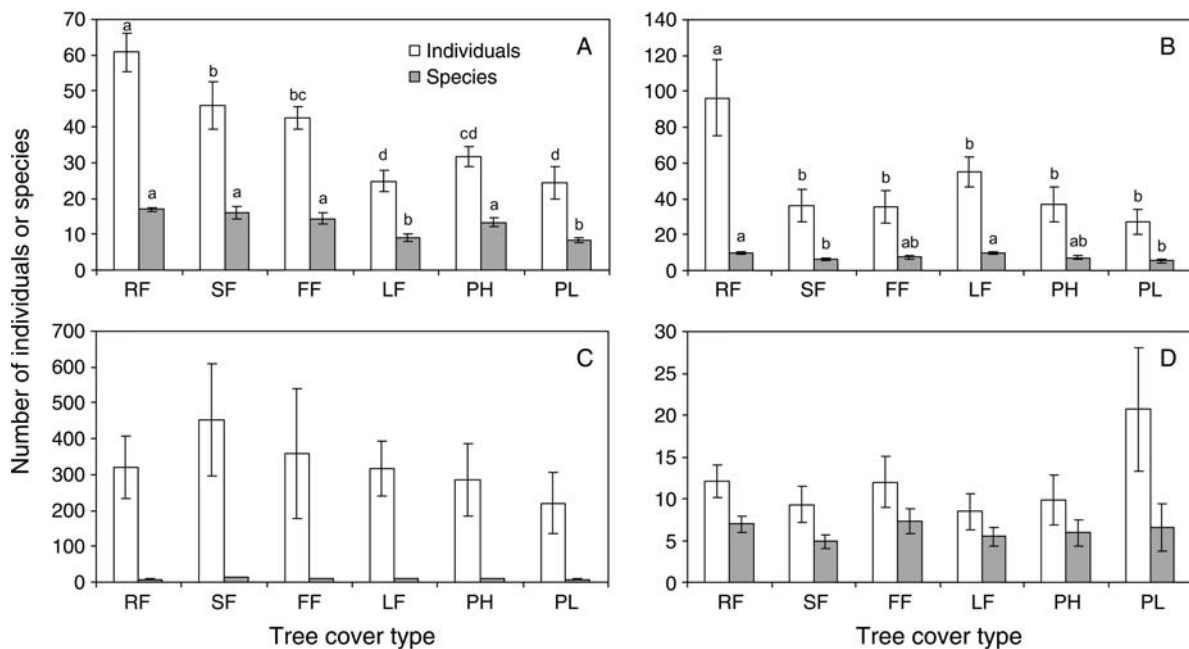 Number of individuals or species
A
Individuals
Species
70
60
50
40
30
20
10
0
a
b
bc
d
cd
d
a
a
a
b
a
b
RF SF FF LF PH PL
B
140
120
100
80
60
40
20
0
a
b
b
b
b
b
a
b
ab
a
ab
b
RF SF FF LF PH PL
C
700
600
500
400
300
200
100
0
RF SF FF LF PH PL
Tree cover type
D
30
25
20
15
10
5
0
RF SF FF LF PH PL
Tree cover type